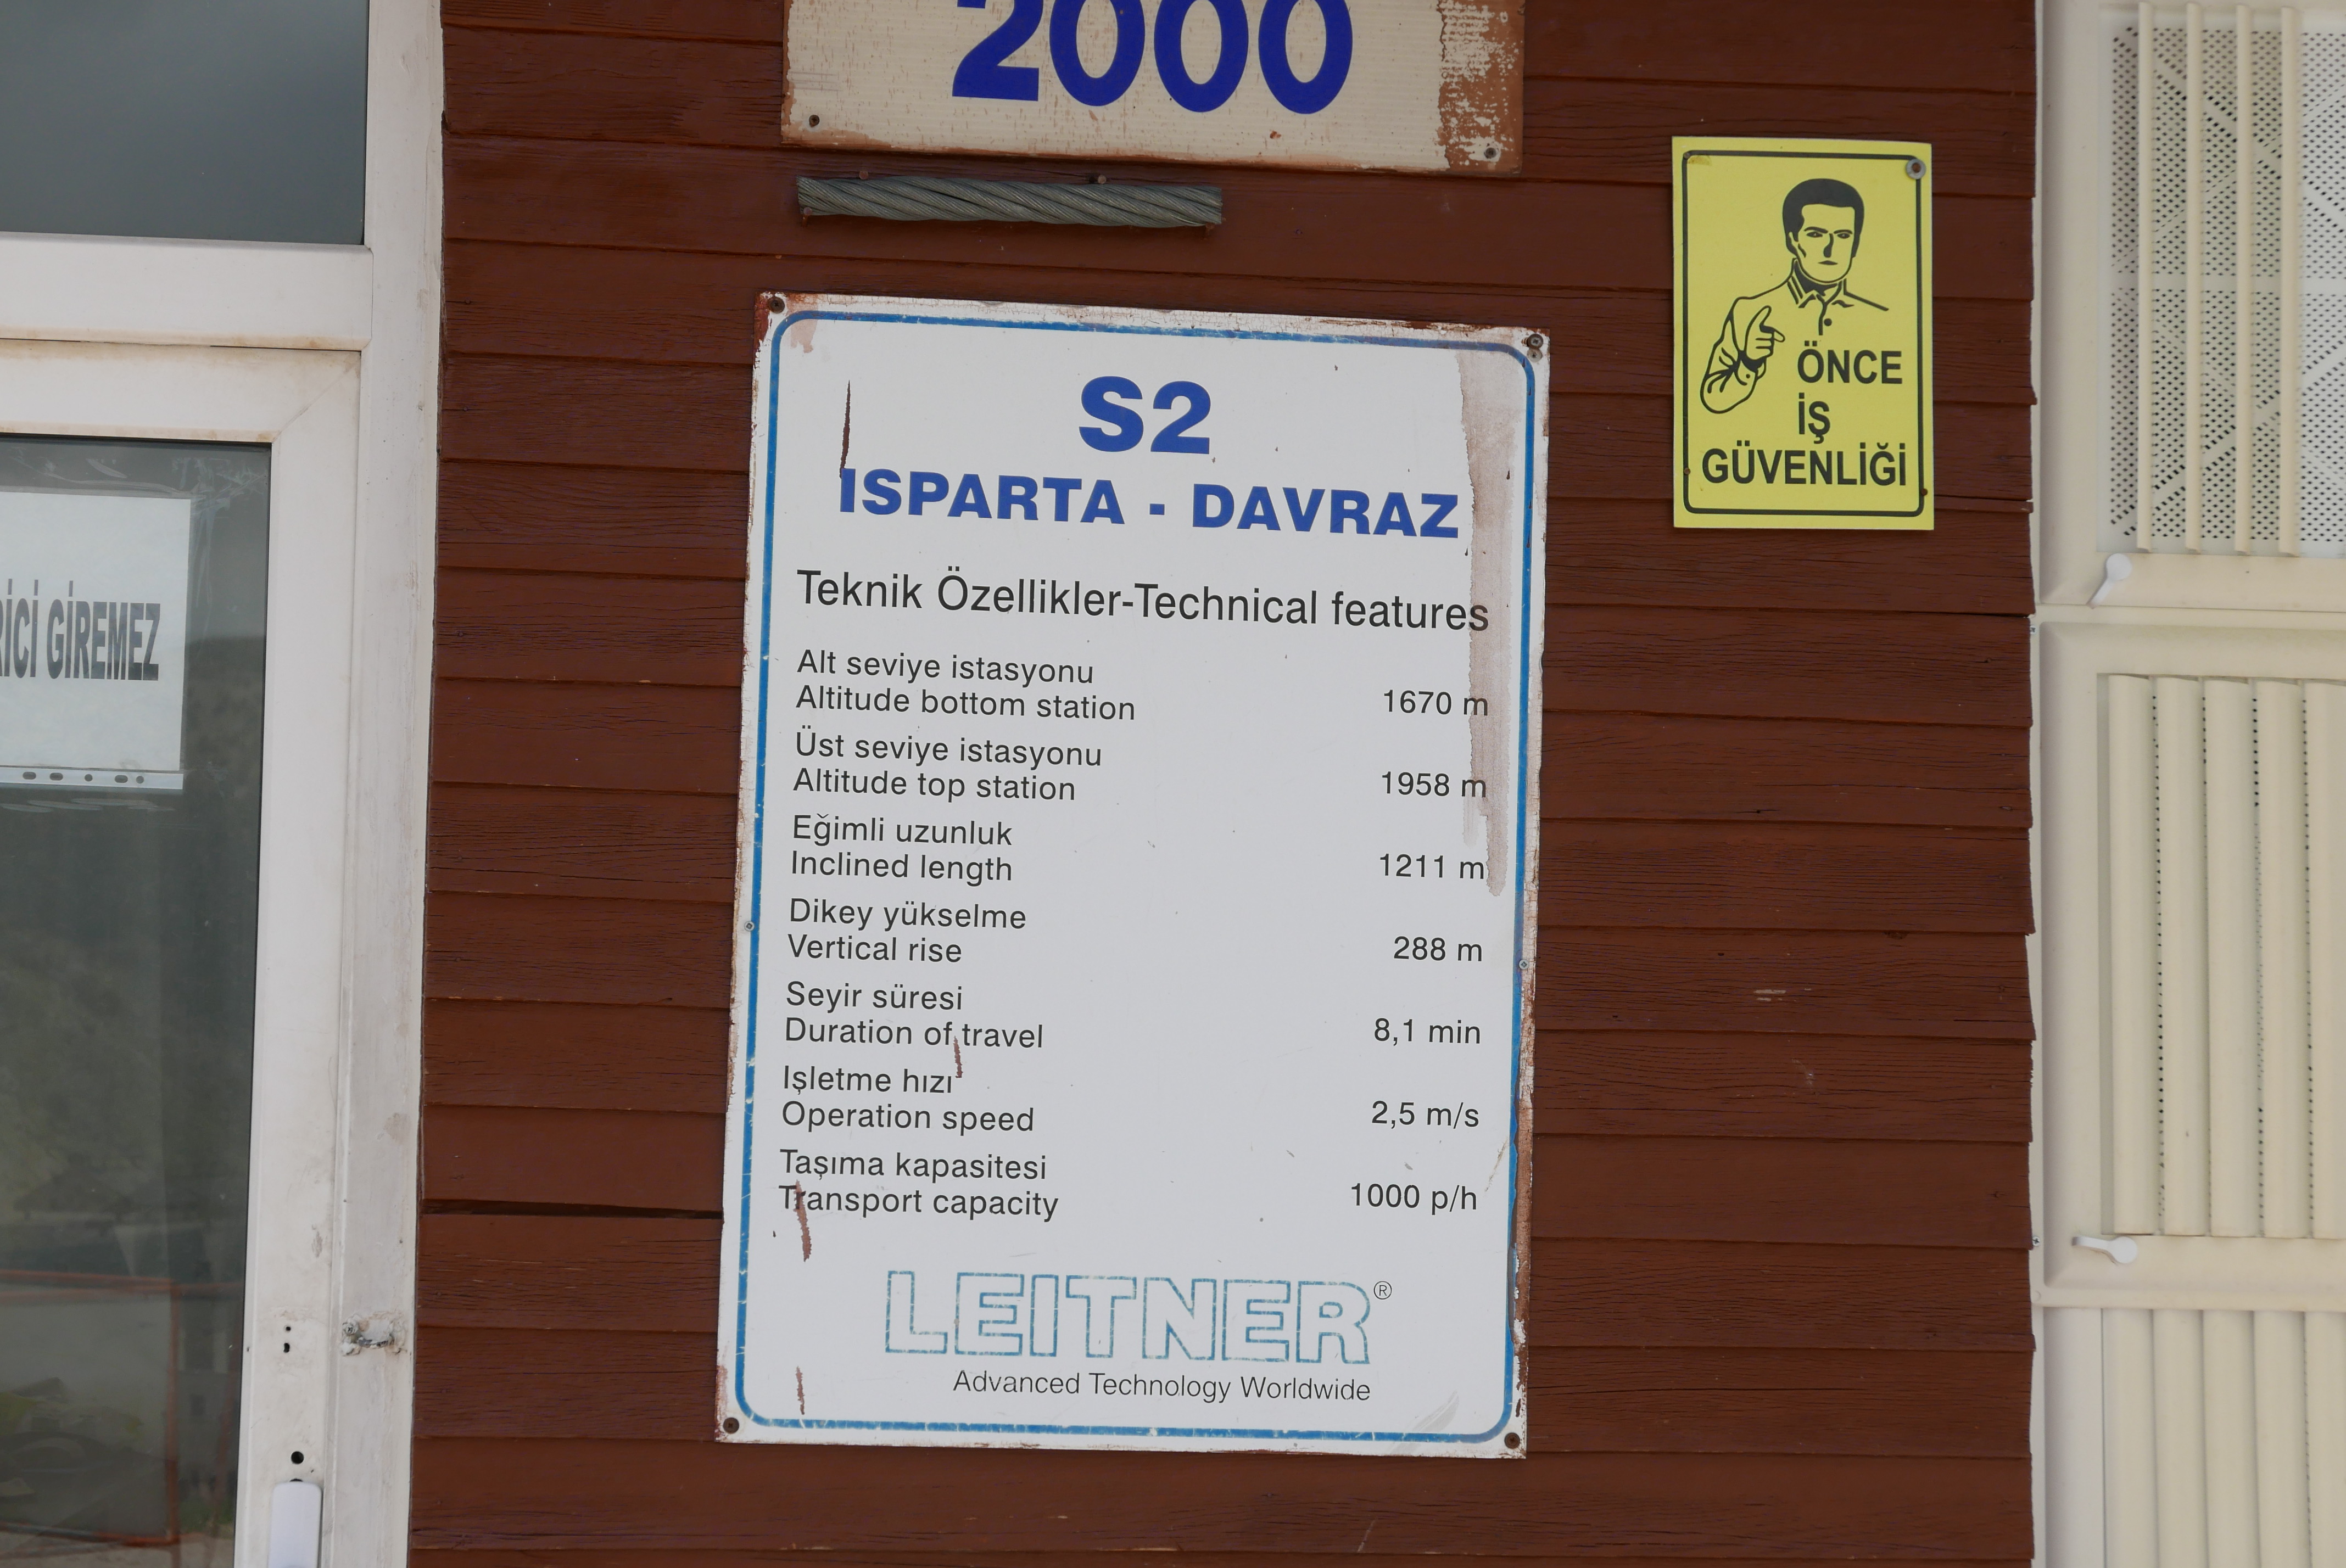 2000
S2
ISPARTA - DAVRAZ
Teknik Özellikler-Technical features
Alt seviye istasyonu
Altitude bottom station 1670 m
Üst seviye istasyonu
Altitude top station 1958 m
Eğimli uzunluk
Inclined length 1211 m
Dikey yükselme
Vertical rise 288 m
Seyir süresi
Duration of travel 8,1 min
Işletme hızı
Operation speed 2,5 m/s
Taşıma kapasitesi
Transport capacity 1000 p/h
LEITNER®
Advanced Technology Worldwide
ÖNCE
İŞ
GÜVENLİĞİ
GİREMEZ